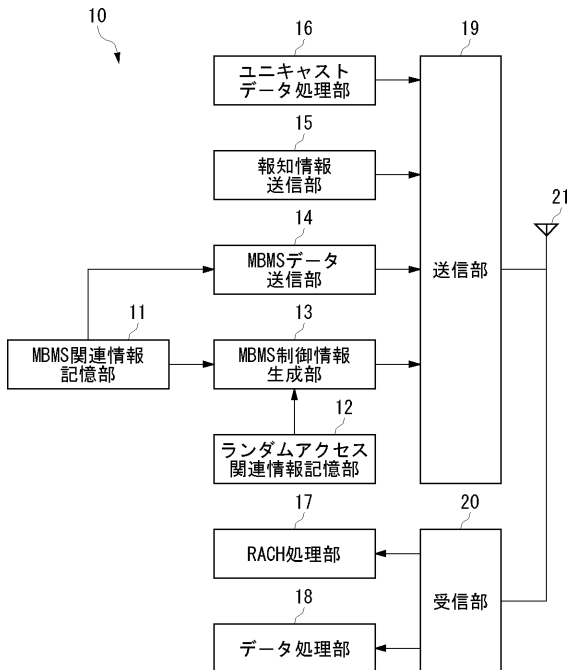 10
16
ユニキャスト
データ処理部
19
15
報知情報
送信部
21
14
MBMSデータ
送信部
送信部
11
MBMS関連情報
記憶部
13
MBMS制御情報
生成部
12
ランダムアクセス
関連情報記憶部
17
RACH処理部
20
受信部
18
データ処理部